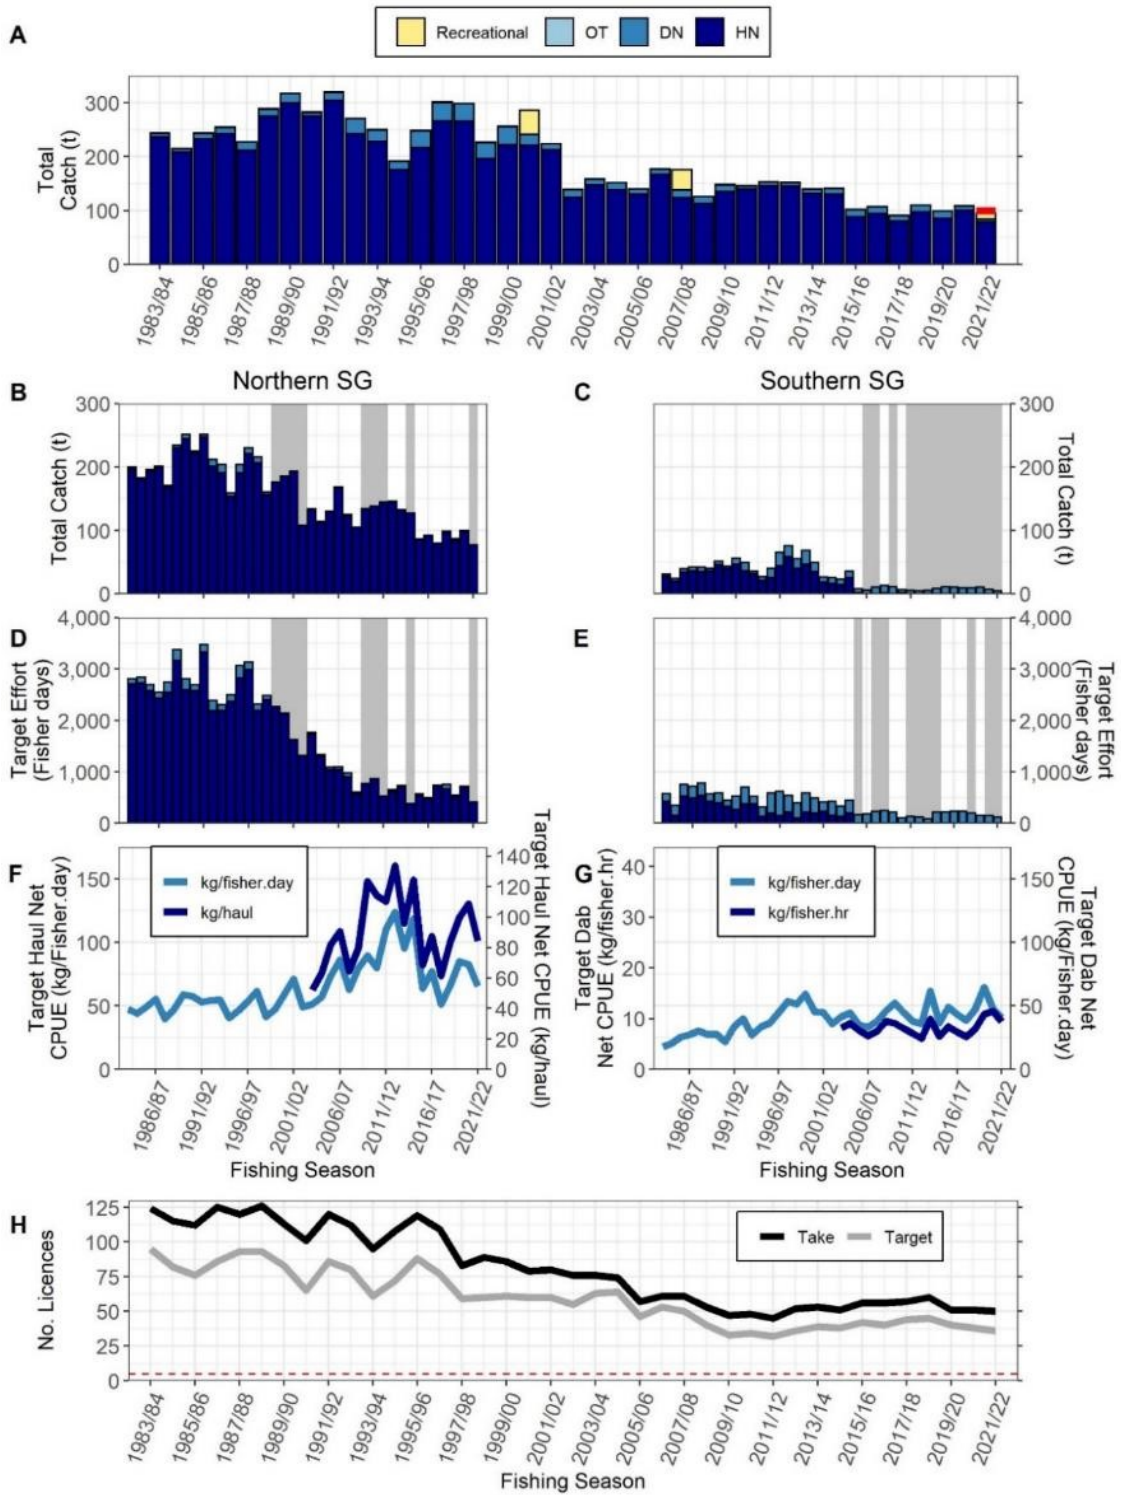 A
Recreational OT DN HN
Total
Catch (t)
300
200
100
0
1983/84 1985/86 1987/88 1989/90 1991/92 1993/94 1995/96 1997/98 1999/00 2001/02 2003/04 2005/06 2007/08 2009/10 2011/12 2013/14 2015/16 2017/18 2019/20 2021/22
Northern SG
B
Total Catch (t)
300
200
100
0
Southern SG
C
Total Catch (t)
300
200
100
0
D
Target Effort
(Fisher days)
4,000
3,000
2,000
1,000
0
E
Target Effort
(Fisher days)
4,000
3,000
2,000
1,000
0
F
Target Haul Net
CPUE (kg/Fisher.day)
150
100
50
0
kg/fisher.day
kg/haul
140
120
100
80
60
40
20
0
Target Haul Net CPUE (kg/haul)
1986/87 1991/92 1996/97 2001/02 2006/07 2011/12 2016/17 2021/22
Fishing Season
G
Target Dab
Net CPUE (kg/fisher.hr)
40
30
20
10
0
kg/fisher.day
kg/fisher.hr
150
100
50
0
Target Dab Net
CPUE (kg/Fisher.day)
1986/87 1991/92 1996/97 2001/02 2006/07 2011/12 2016/17 2021/22
Fishing Season
H
No. Licences
125
100
75
50
25
0
Take Target
1983/84 1985/86 1987/88 1989/90 1991/92 1993/94 1995/96 1997/98 1999/00 2001/02 2003/04 2005/06 2007/08 2009/10 2011/12 2013/14 2015/16 2017/18 2019/20 2021/22
Fishing Season